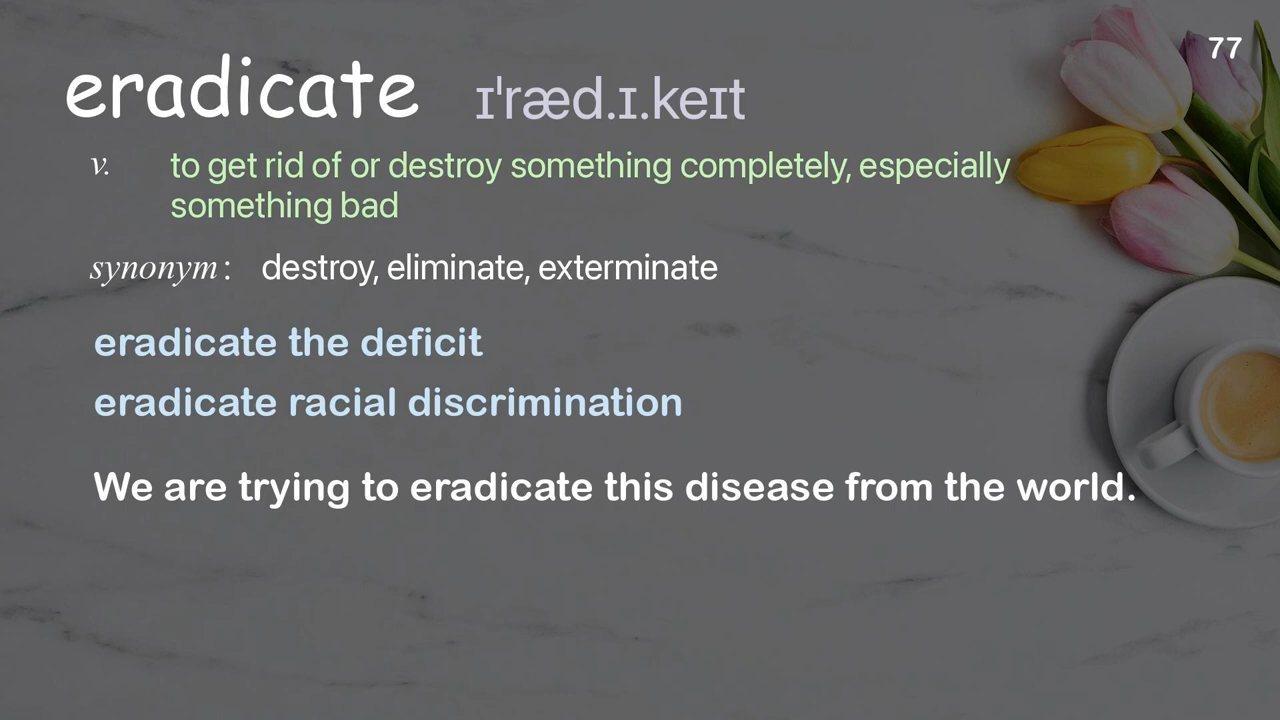 77
eradicate ɪˈræd.ɪ.keɪt
v. to get rid of or destroy something completely, especially
something bad
synonym: destroy, eliminate, exterminate
eradicate the deficit
eradicate racial discrimination
We are trying to eradicate this disease from the world.